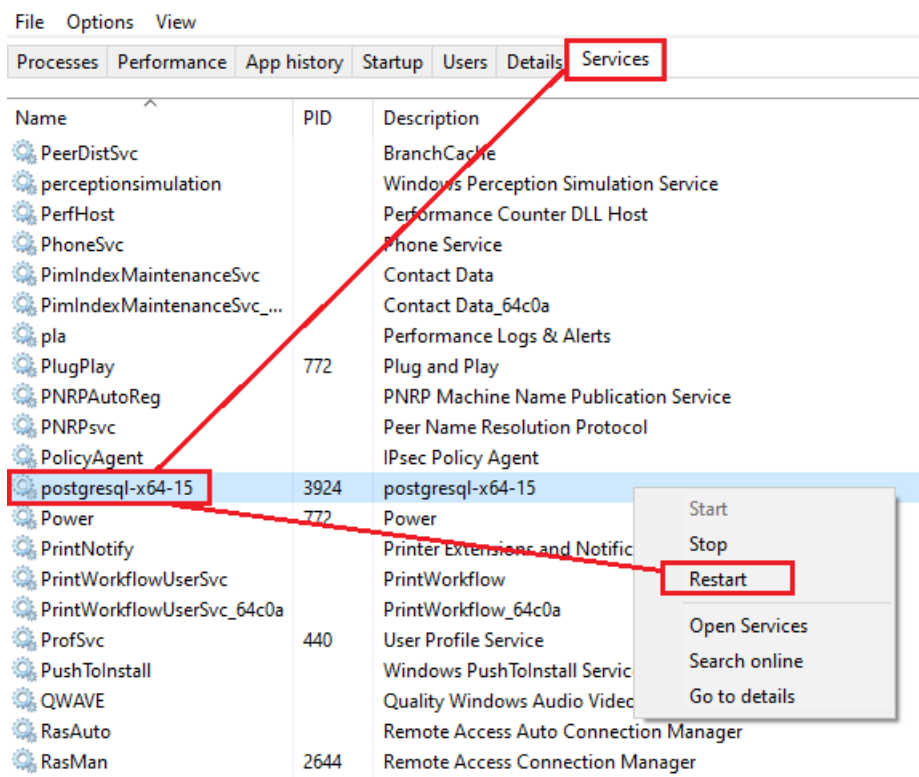 File Options View
Processes Performance App history Startup Users Details Services
Name PID Description
PeerDistSvc BranchCache
perceptionsimulation Windows Perception Simulation Service
PerfHost Performance Counter DLL Host
PhoneSvc Phone Service
PimIndexMaintenanceSvc Contact Data
PimIndexMaintenanceSvc_... Contact Data_64c0a
pla Performance Logs & Alerts
PlugPlay 772 Plug and Play
PNRPAutoReg PNRP Machine Name Publication Service
PNRPsvc Peer Name Resolution Protocol
PolicyAgent IPsec Policy Agent
postgresql-x64-15 3924 postgresql-x64-15
Power 772 Power
PrintNotify Printer Extensions and Notific
PrintWorkflowUserSvc PrintWorkflow
PrintWorkflowUserSvc_64c0a PrintWorkflow_64c0a
ProfSvc 440 User Profile Service
PushToInstall Windows PushToInstall Servic
QWAVE Quality Windows Audio Video
RasAuto Remote Access Auto Connection Manager
RasMan 2644 Remote Access Connection Manager
Start
Stop
Restart
Open Services
Search online
Go to details